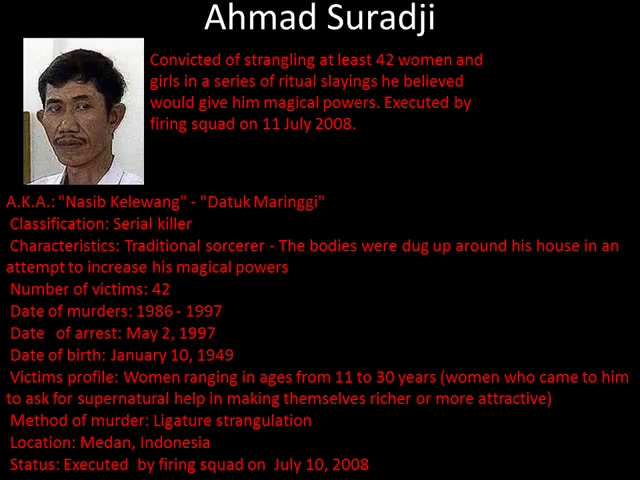 Ahmad Suradji
Convicted of strangling at least 42 women and
girls in a series of ritual slayings he believed
would give him magical powers. Executed by
firing squad on 11 July 2008.
A.K.A.: "Nasib Kelewang" - "Datuk Maringgi"
Classification: Serial killer
Characteristics: Traditional sorcerer - The bodies were dug up around his house in an
attempt to increase his magical powers
Number of victims: 42
Date of murders: 1986 - 1997
Date of arrest: May 2, 1997
Date of birth: January 10, 1949
Victims profile: Women ranging in ages from 11 to 30 years (women who came to him
to ask for supernatural help in making themselves richer or more attractive)
Method of murder: Ligature strangulation
Location: Medan, Indonesia
Status: Executed by firing squad on July 10, 2008